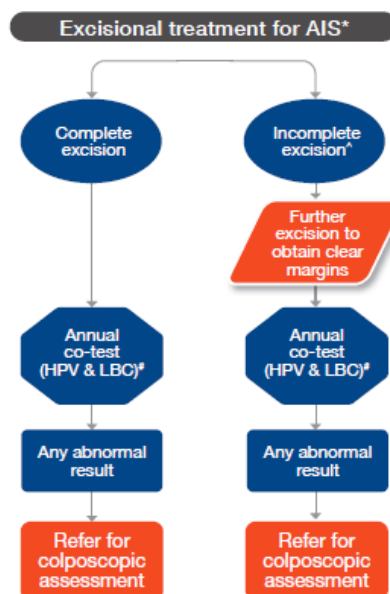 Excisional treatment for AIS*
Complete
excision
Incomplete
excision^
Further
excision to
obtain clear
margins
Annual
co-test
(HPV & LBC)#
Annual
co-test
(HPV & LBC)#
Any abnormal
result
Any abnormal
result
Refer for
colposcopic
assessment
Refer for
colposcopic
assessment